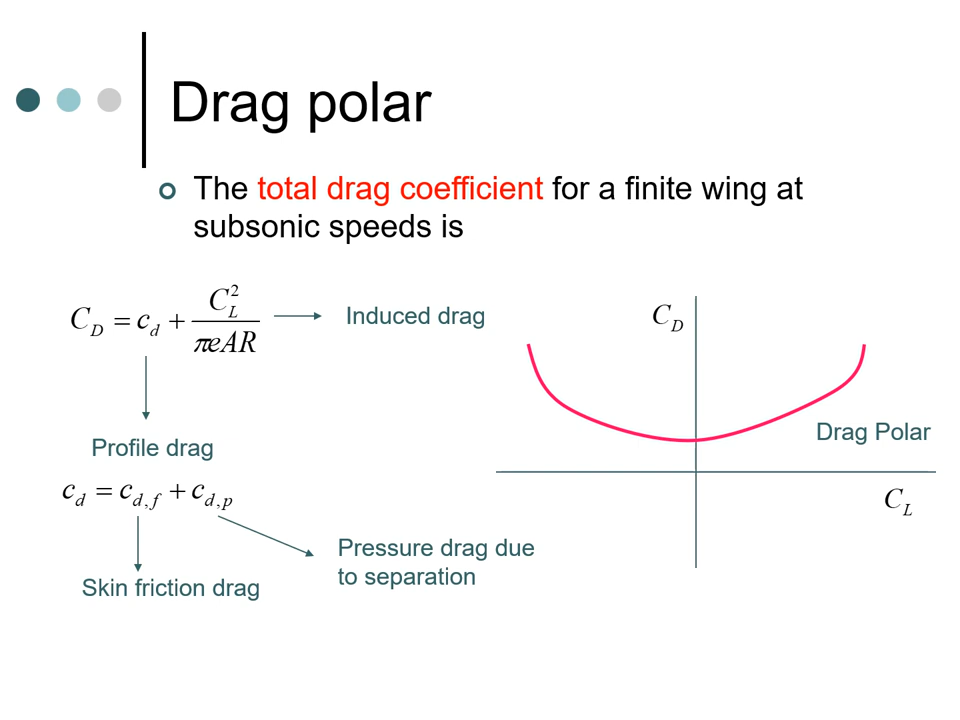 Drag polar
The total drag coefficient for a finite wing at
subsonic speeds is
C_D = c_d + C_L^2 / πeAR
Induced drag
Profile drag
c_d = c_{d,f} + c_{d,p}
Skin friction drag
Pressure drag due
to separation
C_D
Drag Polar
C_L